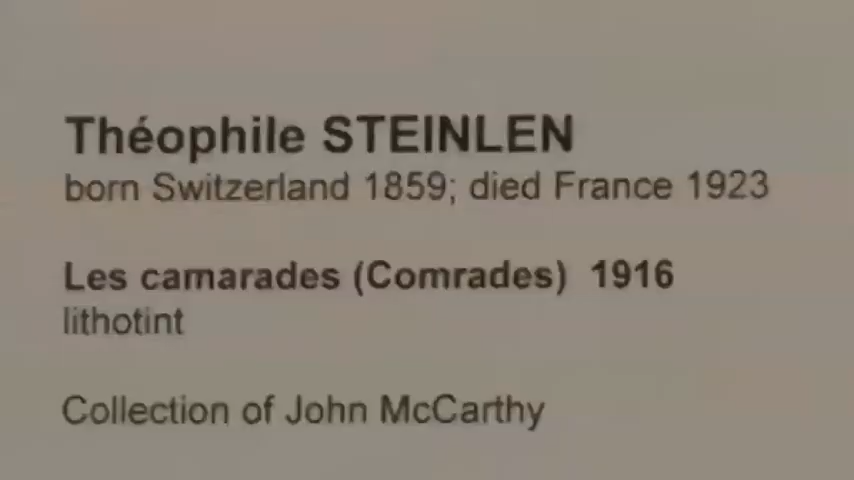 Théophile STEINLEN
born Switzerland 1859; died France 1923
Les camarades (Comrades) 1916
lithotint
Collection of John McCarthy